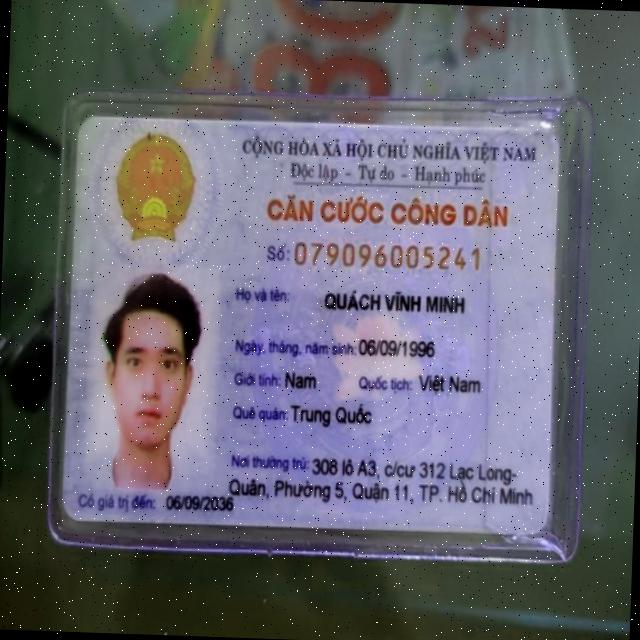 CỘNG HÒA XÃ HỘI CHỦ NGHĨA VIỆT NAM
Độc lập - Tự do - Hạnh phúc
CĂN CƯỚC CÔNG DÂN
Số: 079096005241
Họ và tên: QUÁCH VĨNH MINH
Ngày, tháng, năm sinh: 06/09/1996
Giới tính: Nam Quốc tịch: Việt Nam
Quê quán: Trung Quốc
Nơi thường trú: 308 lô A3, c/cư 312 Lạc Long-
Quân, Phường 5, Quận 11, TP. Hồ Chí Minh
Có giá trị đến: 06/09/2036